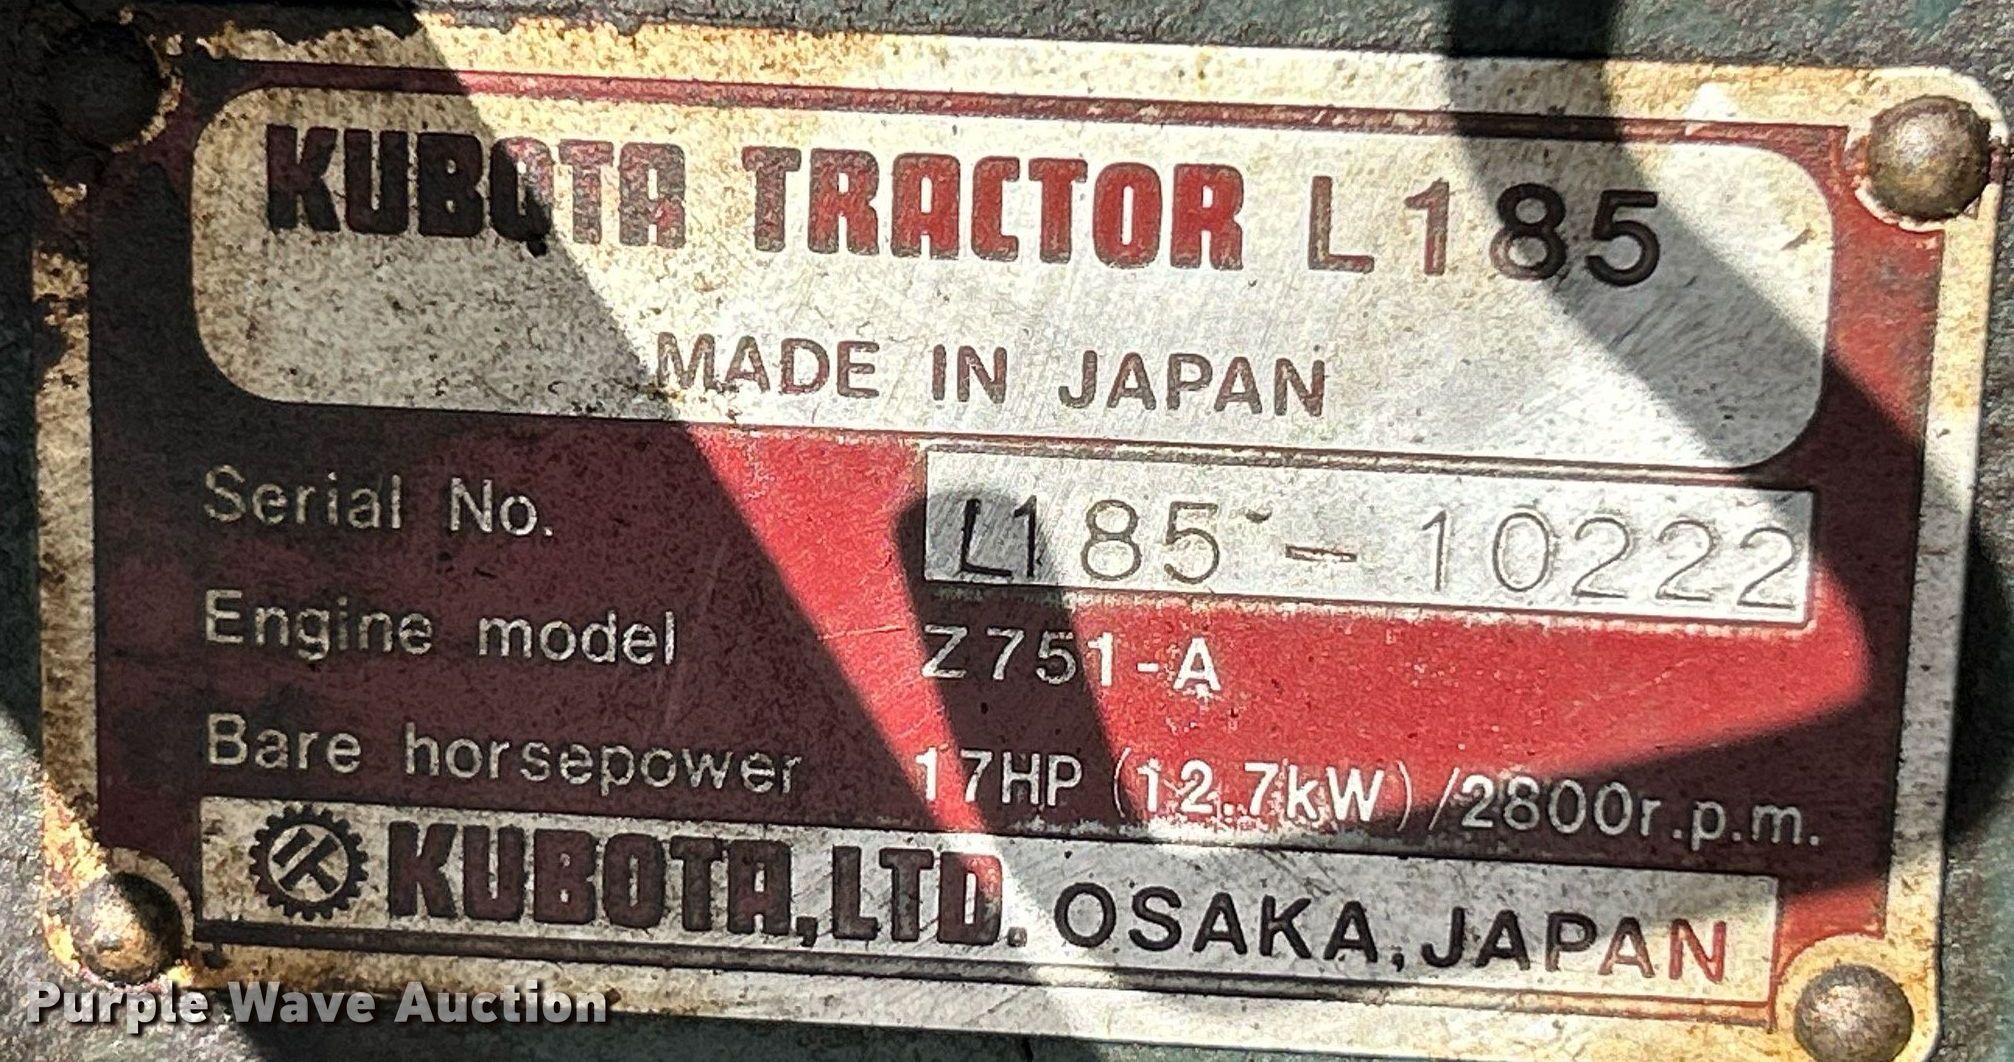 KUBOTA TRACTOR L185
MADE IN JAPAN
Serial No. L185-10222
Engine model Z751-A
Bare horsepower 17HP (12.7kW)/2800r.p.m.
KUBOTA, LTD. OSAKA, JAPAN
Purple Wave Auction